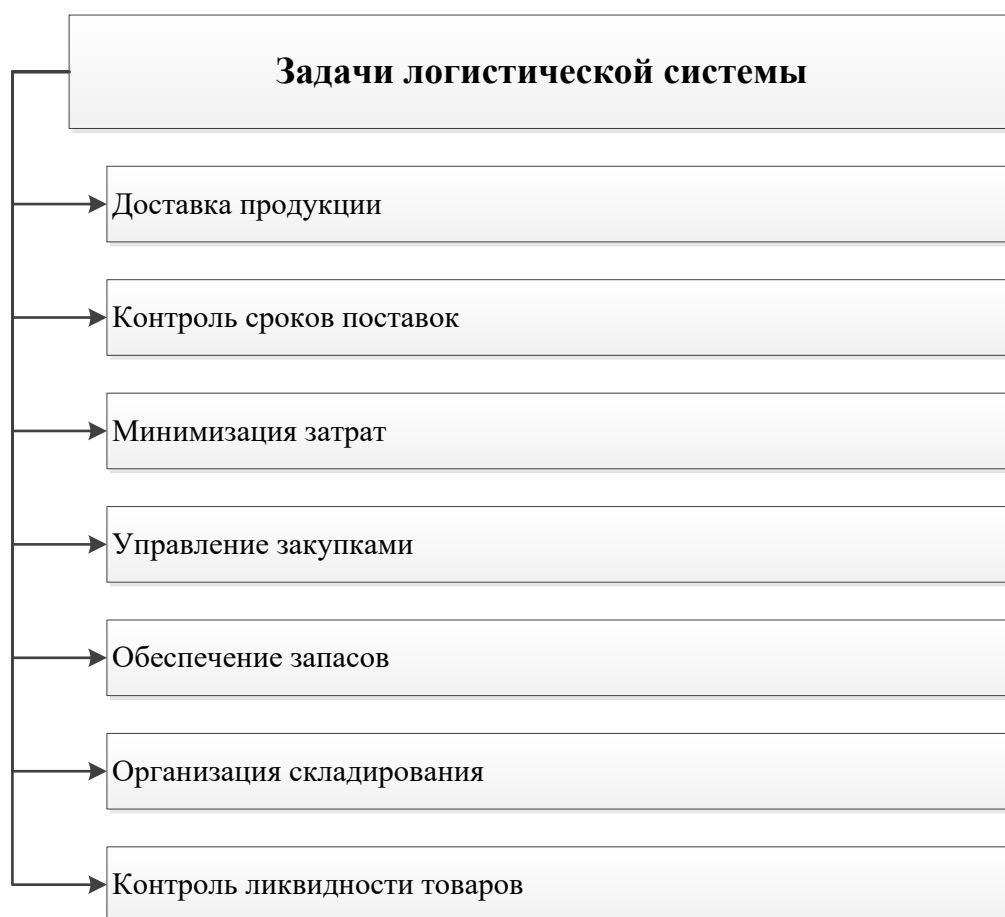 Задачи логистической системы
Доставка продукции
Контроль сроков поставок
Минимизация затрат
Управление закупками
Обеспечение запасов
Организация складирования
Контроль ликвидности товаров